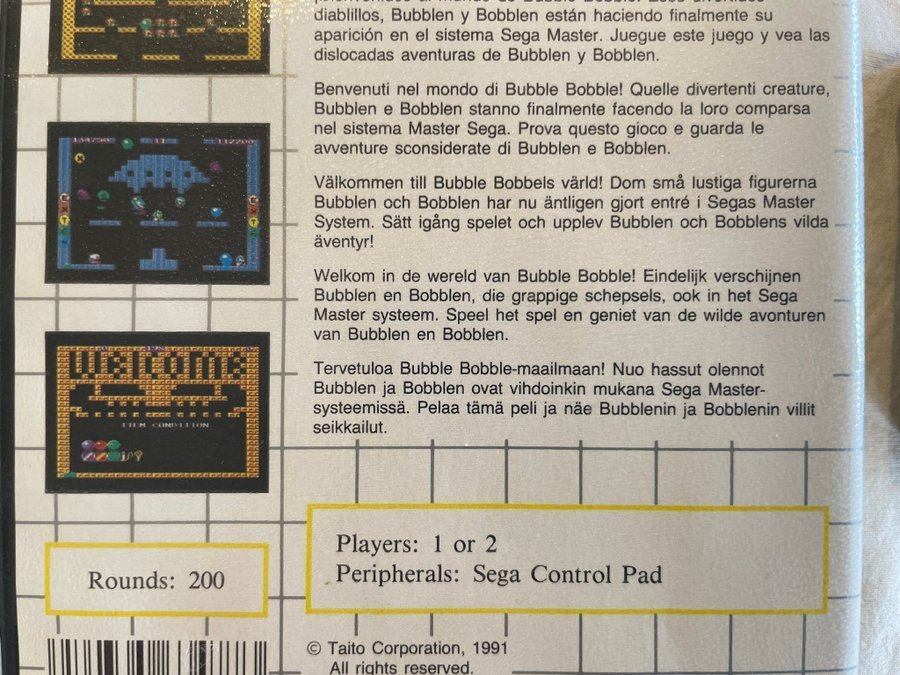 diablillos, Bubblen y Bobblen están haciendo finalmente su
aparición en el sistema Sega Master. Juegue este juego y vea las
dislocadas aventuras de Bubblen y Bobblen.
Benvenuti nel mondo di Bubble Bobble! Quelle divertenti creature,
Bubblen e Bobblen stanno finalmente facendo la loro comparsa
nel sistema Master Sega. Prova questo gioco e guarda le
avventure sconsiderate di Bubblen e Bobblen.
Välkommen till Bubble Bobbels värld! Dom små lustiga figurerna
Bubblen och Bobblen har nu äntligen gjort entré i Segas Master
System. Sätt igång spelet och upplev Bubblen och Bobblens vilda
äventyr!
Welkom in de wereld van Bubble Bobble! Eindelijk verschijnen
Bubblen en Bobblen, die grappige schepsels, ook in het Sega
Master systeem. Speel het spel en geniet van de wilde avonturen
van Bubblen en Bobblen.
Tervetuloa Bubble Bobble-maailmaan! Nuo hassut olennot
Bubblen ja Bobblen ovat vihdoinkin mukana Sega Master-
systeemissä. Pelaa tämä peli ja näe Bubblenin ja Bobblenin villit
seikkailut.
WELCOME
ITEM CONDITION
Rounds: 200
Players: 1 or 2
Peripherals: Sega Control Pad
© Taito Corporation, 1991
All rights reserved.